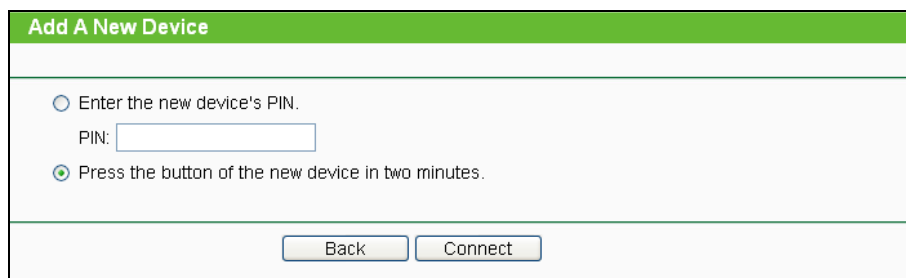 Add A New Device
Enter the new device's PIN.
PIN:
Press the button of the new device in two minutes.
Back Connect